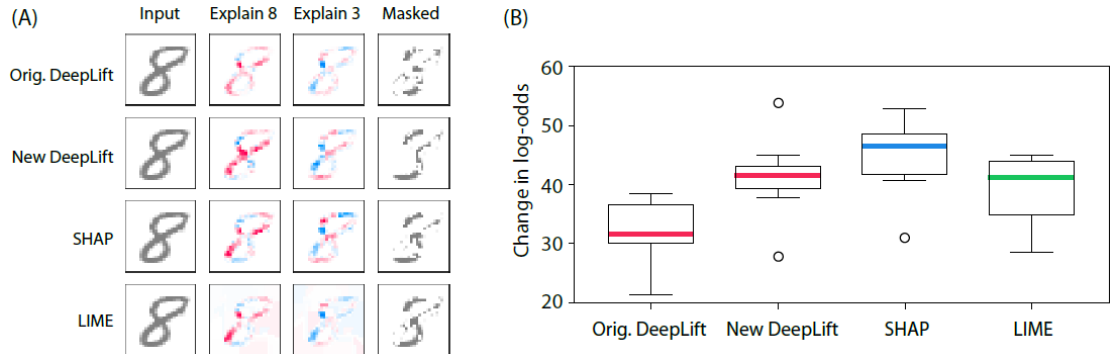 (A)
Input Explain 8 Explain 3 Masked
Orig. DeepLift
New DeepLift
SHAP
LIME
(B)
Change in log-odds
60
50
40
30
20
Orig. DeepLift New DeepLift SHAP LIME